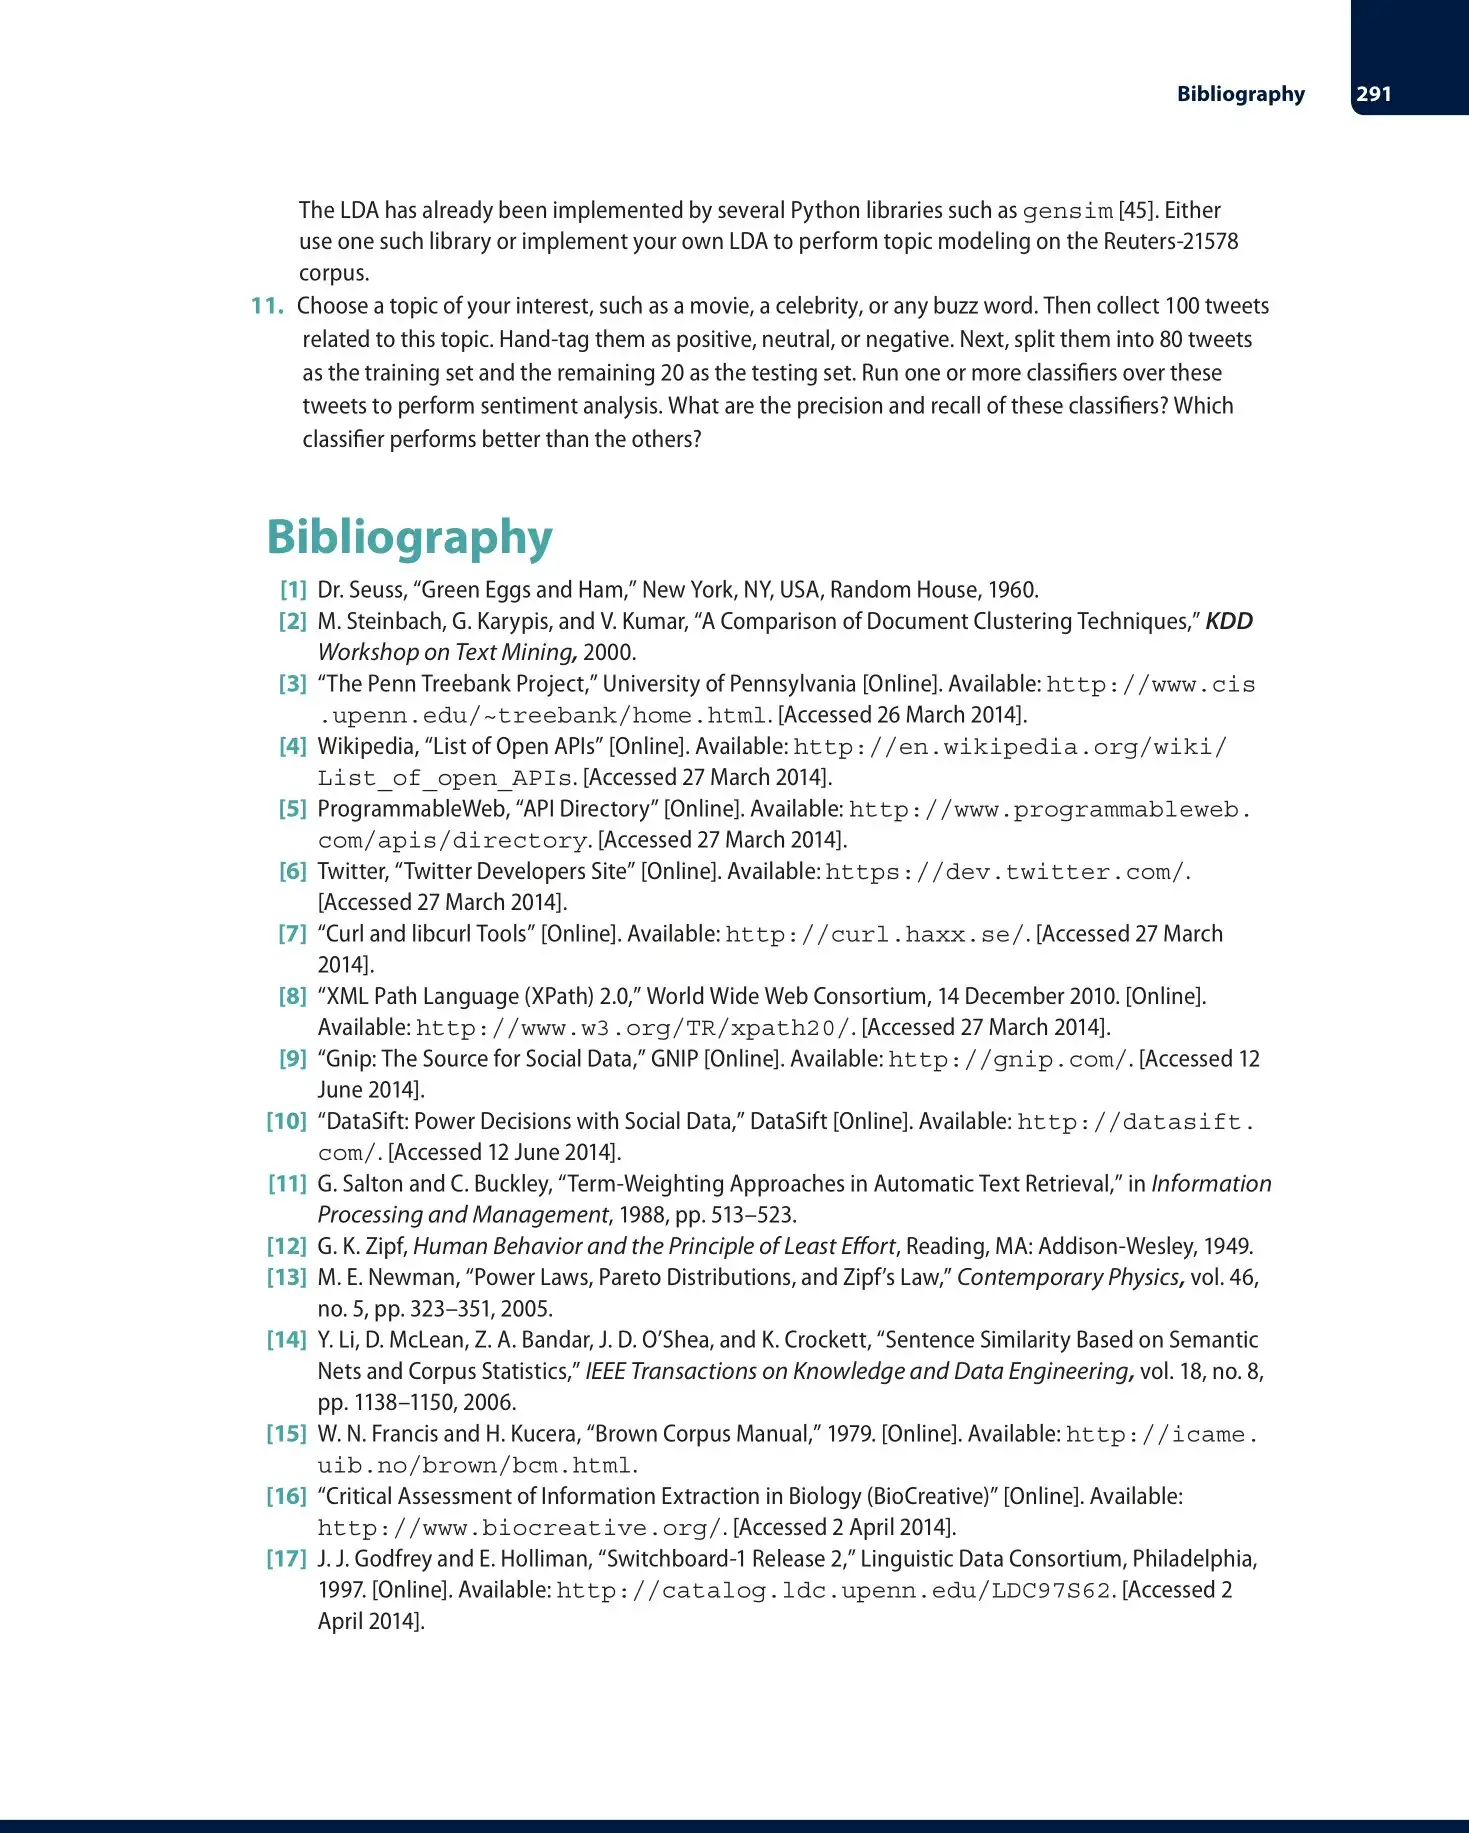 Bibliography 291
The LDA has already been implemented by several Python libraries such as gensim [45]. Either
use one such library or implement your own LDA to perform topic modeling on the Reuters-21578
corpus.
11. Choose a topic of your interest, such as a movie, a celebrity, or any buzz word. Then collect 100 tweets
related to this topic. Hand-tag them as positive, neutral, or negative. Next, split them into 80 tweets
as the training set and the remaining 20 as the testing set. Run one or more classifiers over these
tweets to perform sentiment analysis. What are the precision and recall of these classifiers? Which
classifier performs better than the others?
Bibliography
[1] Dr. Seuss, “Green Eggs and Ham,” New York, NY, USA, Random House, 1960.
[2] M. Steinbach, G. Karypis, and V. Kumar, “A Comparison of Document Clustering Techniques,” KDD
Workshop on Text Mining, 2000.
[3] “The Penn Treebank Project,” University of Pennsylvania [Online]. Available: http://www.cis
.upenn.edu/~treebank/home.html. [Accessed 26 March 2014].
[4] Wikipedia, “List of Open APIs” [Online]. Available: http://en.wikipedia.org/wiki/
List_of_open_APIs. [Accessed 27 March 2014].
[5] ProgrammableWeb, “API Directory” [Online]. Available: http://www.programmableweb.
com/apis/directory. [Accessed 27 March 2014].
[6] Twitter, “Twitter Developers Site” [Online]. Available: https://dev.twitter.com/.
[Accessed 27 March 2014].
[7] “Curl and libcurl Tools” [Online]. Available: http://curl.haxx.se/. [Accessed 27 March
2014].
[8] “XML Path Language (XPath) 2.0,” World Wide Web Consortium, 14 December 2010. [Online].
Available: http://www.w3.org/TR/xpath20/. [Accessed 27 March 2014].
[9] “Gnip: The Source for Social Data,” GNIP [Online]. Available: http://gnip.com/. [Accessed 12
June 2014].
[10] “DataSift: Power Decisions with Social Data,” DataSift [Online]. Available: http://datasift.
com/. [Accessed 12 June 2014].
[11] G. Salton and C. Buckley, “Term-Weighting Approaches in Automatic Text Retrieval,” in Information
Processing and Management, 1988, pp. 513–523.
[12] G. K. Zipf, Human Behavior and the Principle of Least Effort, Reading, MA: Addison-Wesley, 1949.
[13] M. E. Newman, “Power Laws, Pareto Distributions, and Zipf’s Law,” Contemporary Physics, vol. 46,
no. 5, pp. 323–351, 2005.
[14] Y. Li, D. McLean, Z. A. Bandar, J. D. O’Shea, and K. Crockett, “Sentence Similarity Based on Semantic
Nets and Corpus Statistics,” IEEE Transactions on Knowledge and Data Engineering, vol. 18, no. 8,
pp. 1138–1150, 2006.
[15] W. N. Francis and H. Kucera, “Brown Corpus Manual,” 1979. [Online]. Available: http://icame.
uib.no/brown/bcm.html.
[16] “Critical Assessment of Information Extraction in Biology (BioCreative)” [Online]. Available:
http://www.biocreative.org/. [Accessed 2 April 2014].
[17] J. J. Godfrey and E. Holliman, “Switchboard-1 Release 2,” Linguistic Data Consortium, Philadelphia,
1997. [Online]. Available: http://catalog.ldc.upenn.edu/LDC97S62. [Accessed 2
April 2014].